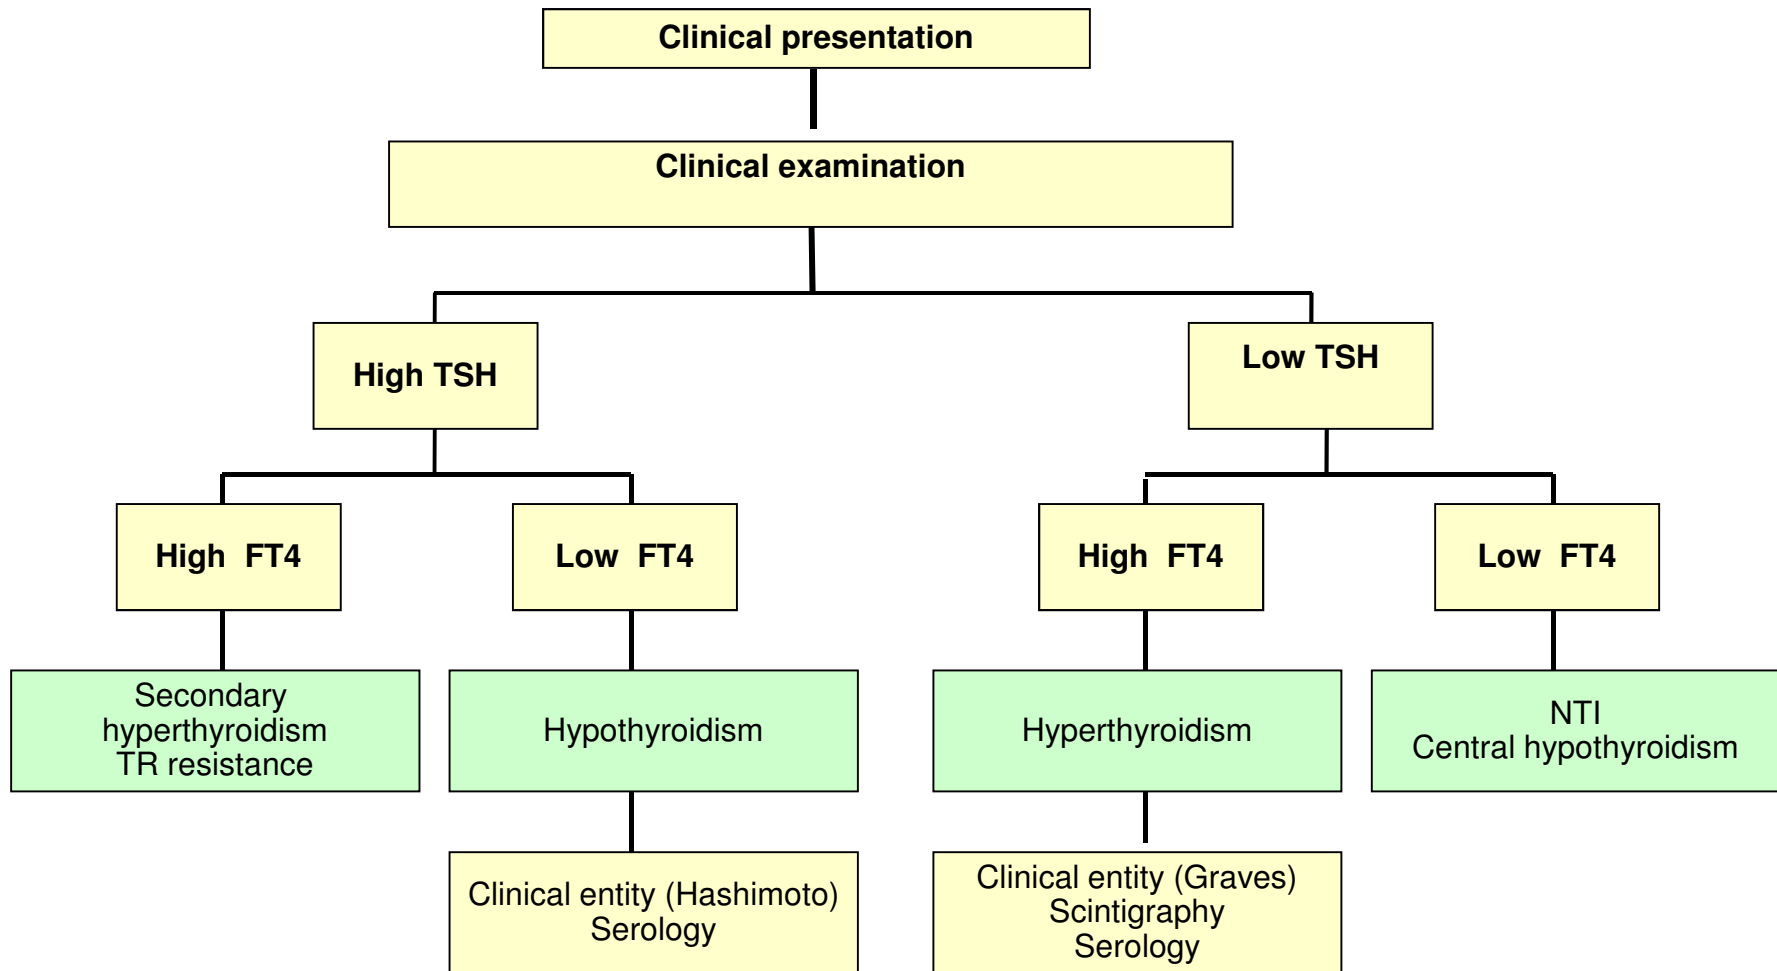 Clinical presentation
Clinical examination
High TSH
Low TSH
High FT4
Low FT4
High FT4
Low FT4
Secondary
hyperthyroidism
TR resistance
Hypothyroidism
Hyperthyroidism
NTI
Central hypothyroidism
Clinical entity (Hashimoto)
Serology
Clinical entity (Graves)
Scintigraphy
Serology